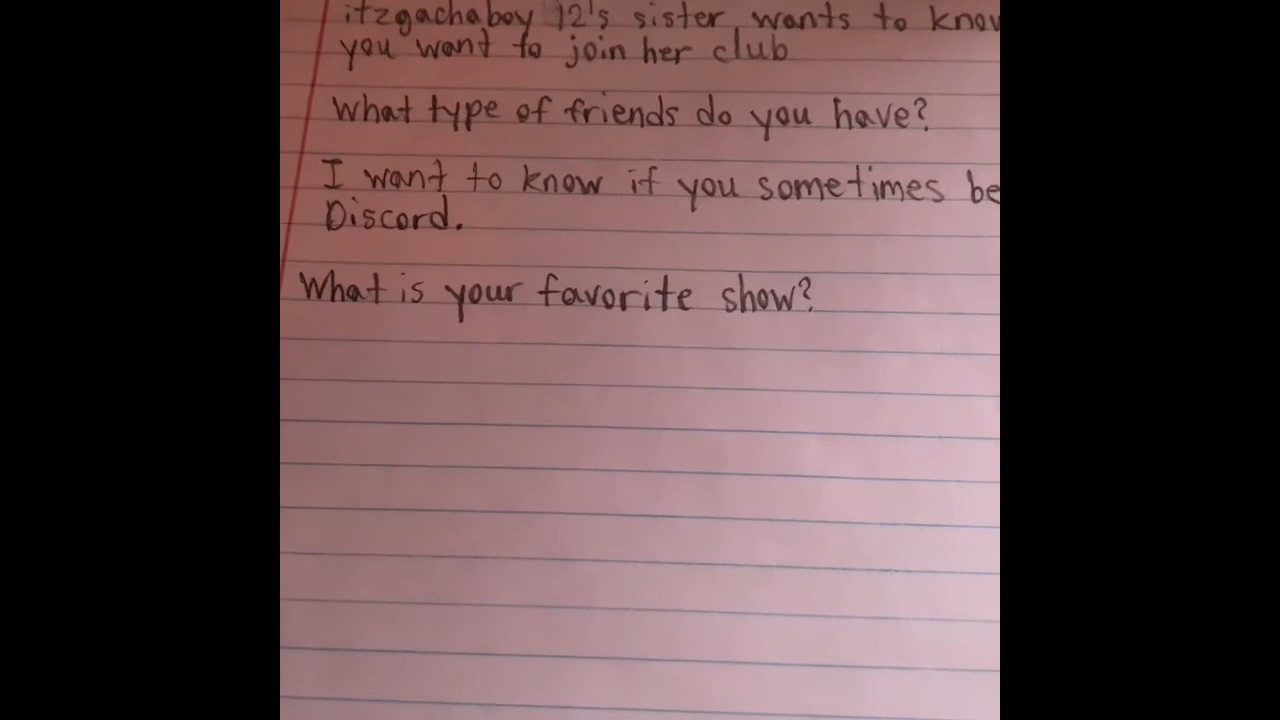 itzgachaboy 12's sister wants to know
you want to join her club
What type of friends do you have?
I want to know if you sometimes be
Discord.
What is your favorite show?